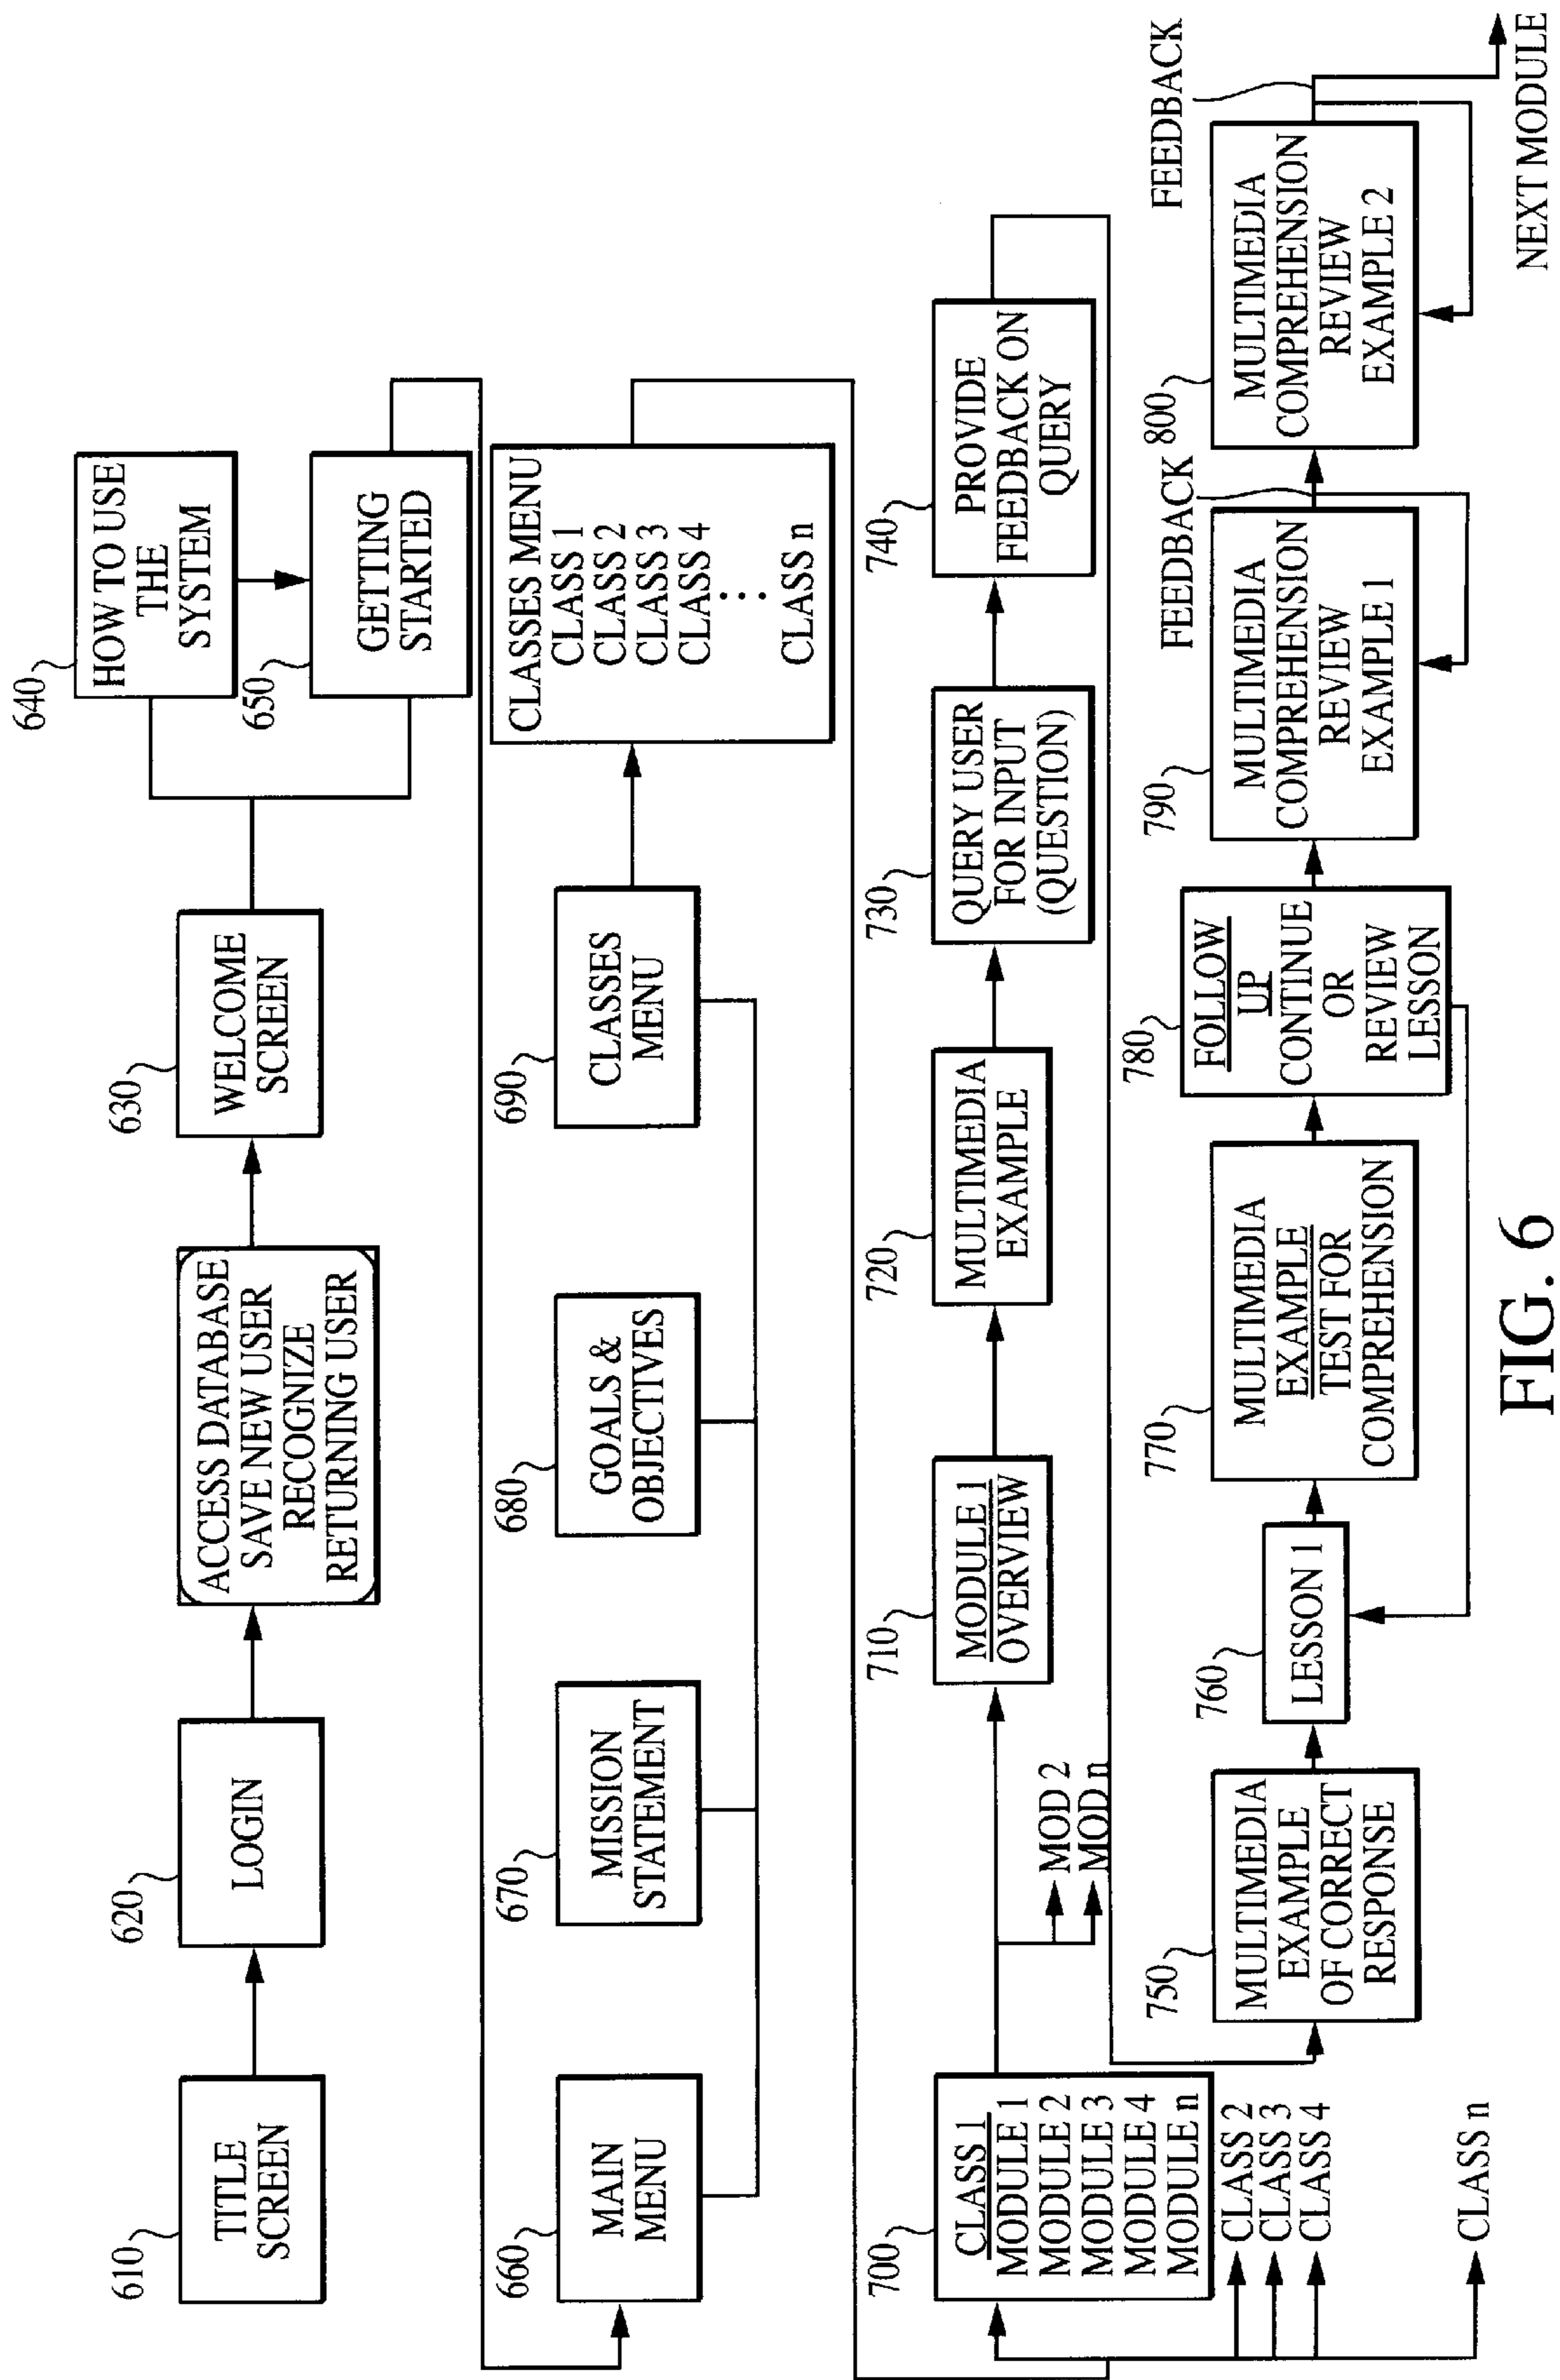 610
TITLE
SCREEN
620
LOGIN
ACCESS DATABASE
SAVE NEW USER
RECOGNIZE
RETURNING USER
630
WELCOME
SCREEN
640
HOW TO USE
THE
SYSTEM
650
GETTING
STARTED
660
MAIN
MENU
670
MISSION
STATEMENT
680
GOALS &
OBJECTIVES
690
CLASSES
MENU
CLASSES MENU
CLASS 1
CLASS 2
CLASS 3
CLASS 4
...
CLASS n
700
CLASS 1
MODULE 1
MODULE 2
MODULE 3
MODULE 4
MODULE n
CLASS 2
CLASS 3
CLASS 4
CLASS n
MOD 2
MOD n
710
MODULE 1
OVERVIEW
720
MULTIMEDIA
EXAMPLE
730
QUERY USER
FOR INPUT
(QUESTION)
740
PROVIDE
FEEDBACK ON
QUERY
750
MULTIMEDIA
EXAMPLE
OF CORRECT
RESPONSE
760
LESSON 1
770
MULTIMEDIA
EXAMPLE
TEST FOR
COMPREHENSION
780
FOLLOW
UP
CONTINUE
OR
REVIEW
LESSON
790
MULTIMEDIA
COMPREHENSION
REVIEW
EXAMPLE 1
FEEDBACK
800
MULTIMEDIA
COMPREHENSION
REVIEW
EXAMPLE 2
FEEDBACK
NEXT MODULE
FIG. 6